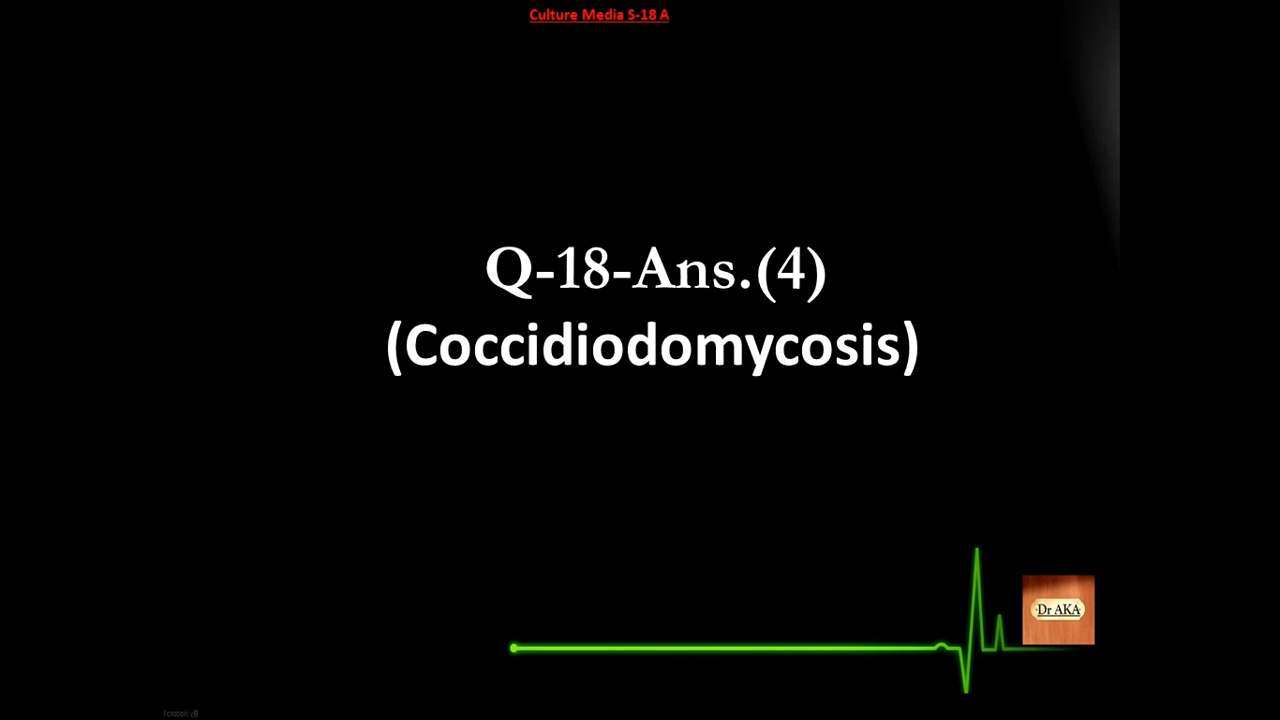 Culture Media S-18 A
Q-18-Ans.(4)
(Coccidiodomycosis)
Dr AKA